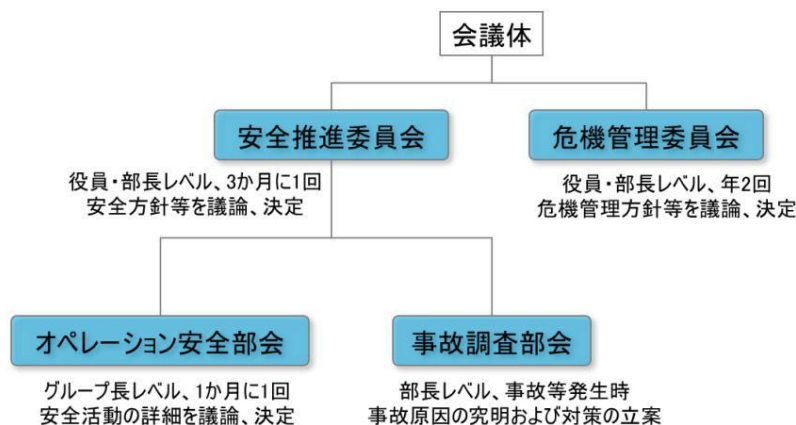 会議体
安全推進委員会
危機管理委員会
役員・部長レベル、3か月に1回
安全方針等を議論、決定
役員・部長レベル、年2回
危機管理方針等を議論、決定
オペレーション安全部会
事故調査部会
グループ長レベル、1か月に1回
安全活動の詳細を議論、決定
部長レベル、事故等発生時
事故原因の究明および対策の立案